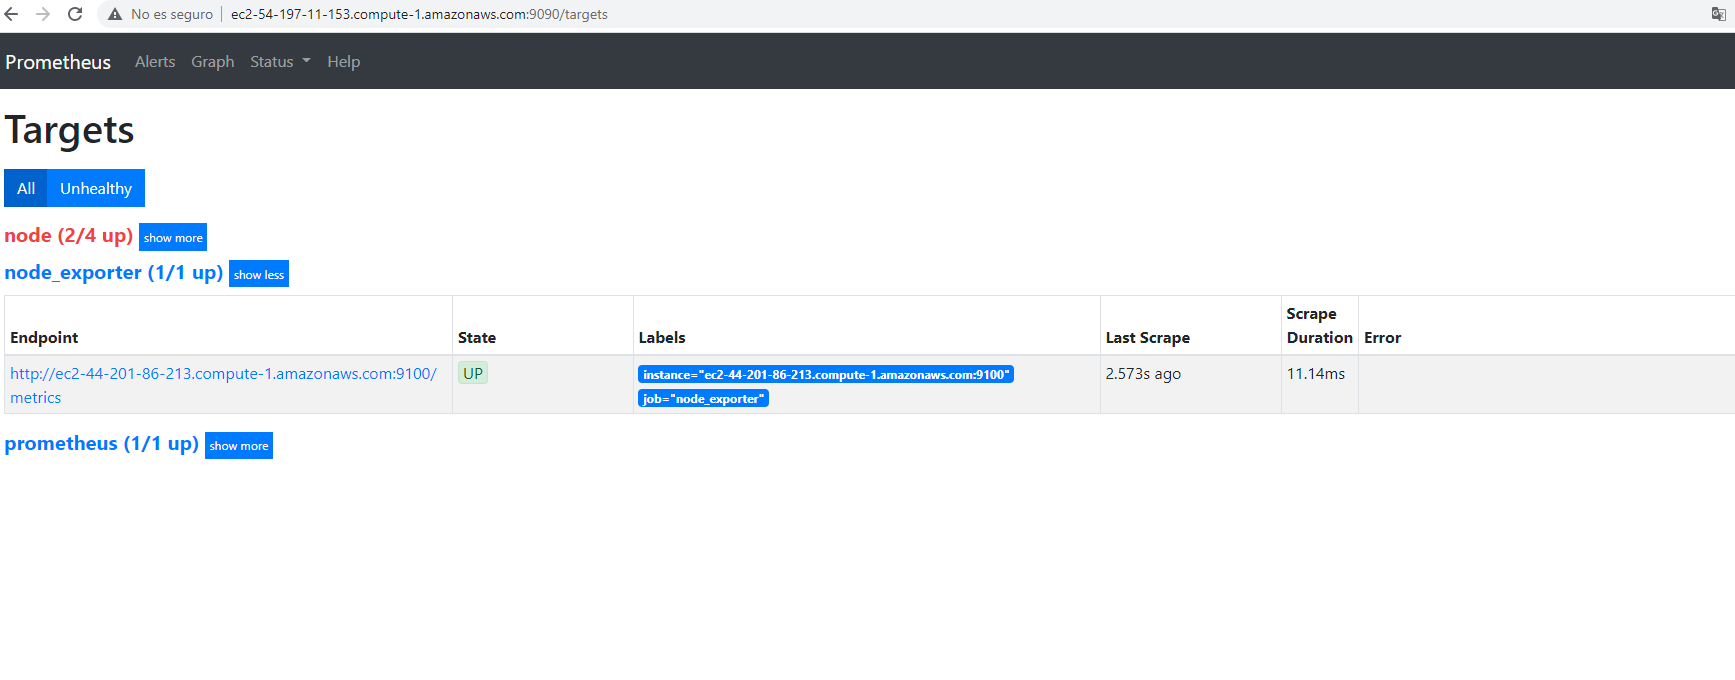 No es seguro | ec2-54-197-11-153.compute-1.amazonaws.com:9090/targets
Prometheus Alerts Graph Status Help
Targets
All Unhealthy
node (2/4 up) show more
node_exporter (1/1 up) show less
Endpoint State Labels Last Scrape Scrape Duration Error
http://ec2-44-201-86-213.compute-1.amazonaws.com:9100/ UP instance="ec2-44-201-86-213.compute-1.amazonaws.com:9100" 2.573s ago 11.14ms
metrics job="node_exporter"
prometheus (1/1 up) show more